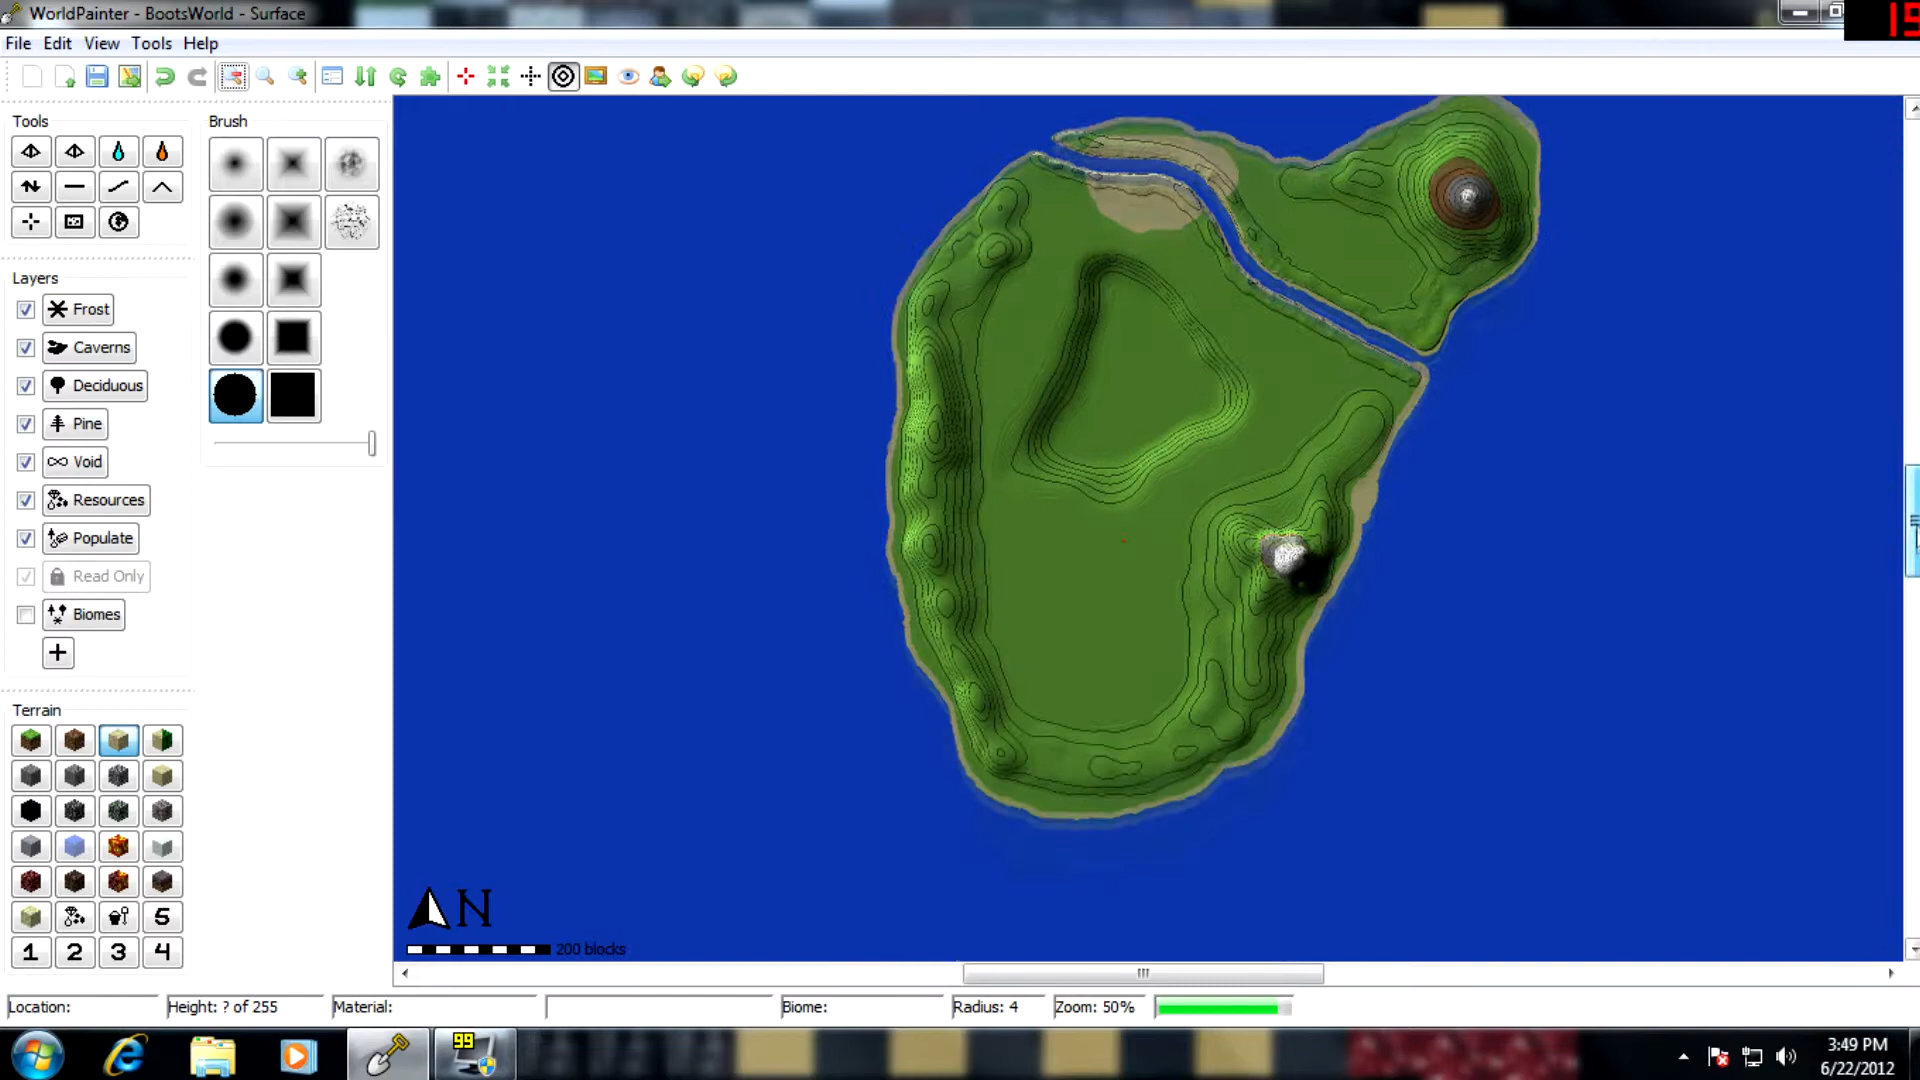 WorldPainter - BootsWorld - Surface
19
File Edit View Tools Help
Tools
Brush
Layers
Frost
Caverns
Deciduous
Pine
Void
Resources
Populate
Read Only
Biomes
Terrain
5
1 2 3 4
N
200 blocks
Location: Height: ? of 255 Material: Biome: Radius: 4 Zoom: 50%
99
3:49 PM
6/22/2012